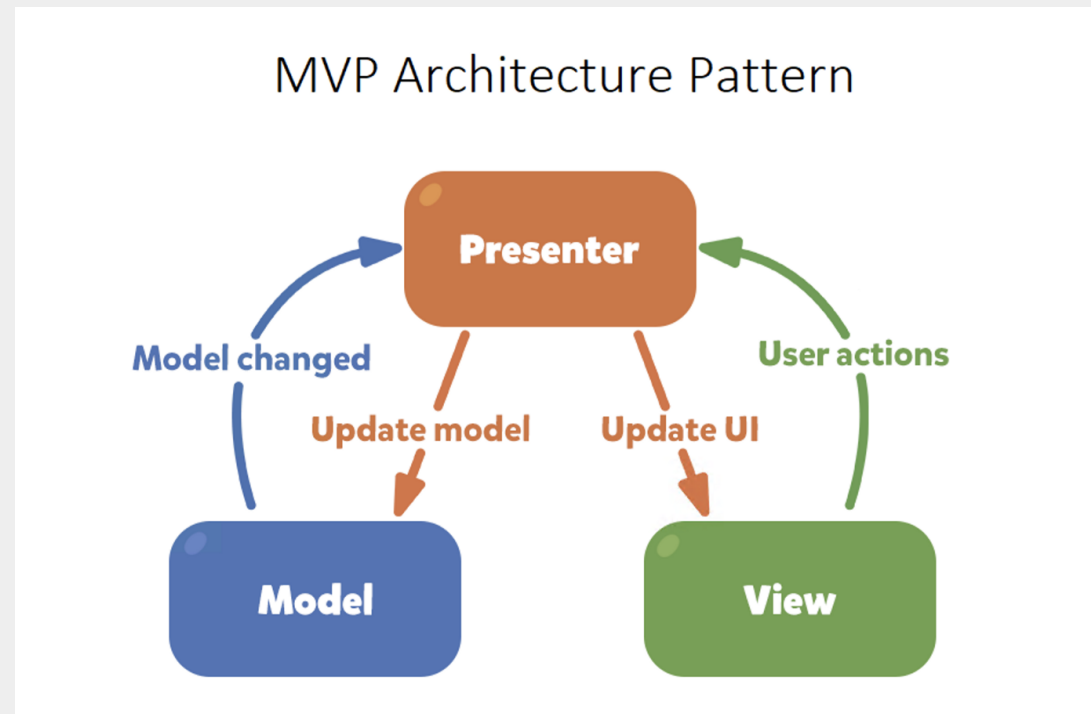 MVP Architecture Pattern
Presenter
Model changed
User actions
Update model
Update UI
Model
View